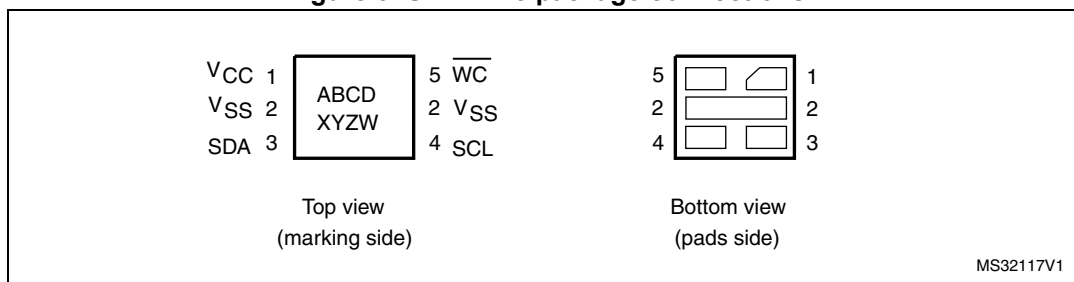 VCC 1 ABCD 5 WC 5 1
VSS 2 XYZW 2 VSS 2 2
SDA 3 4 SCL 4 3
Top view Bottom view
(marking side) (pads side)
MS32117V1